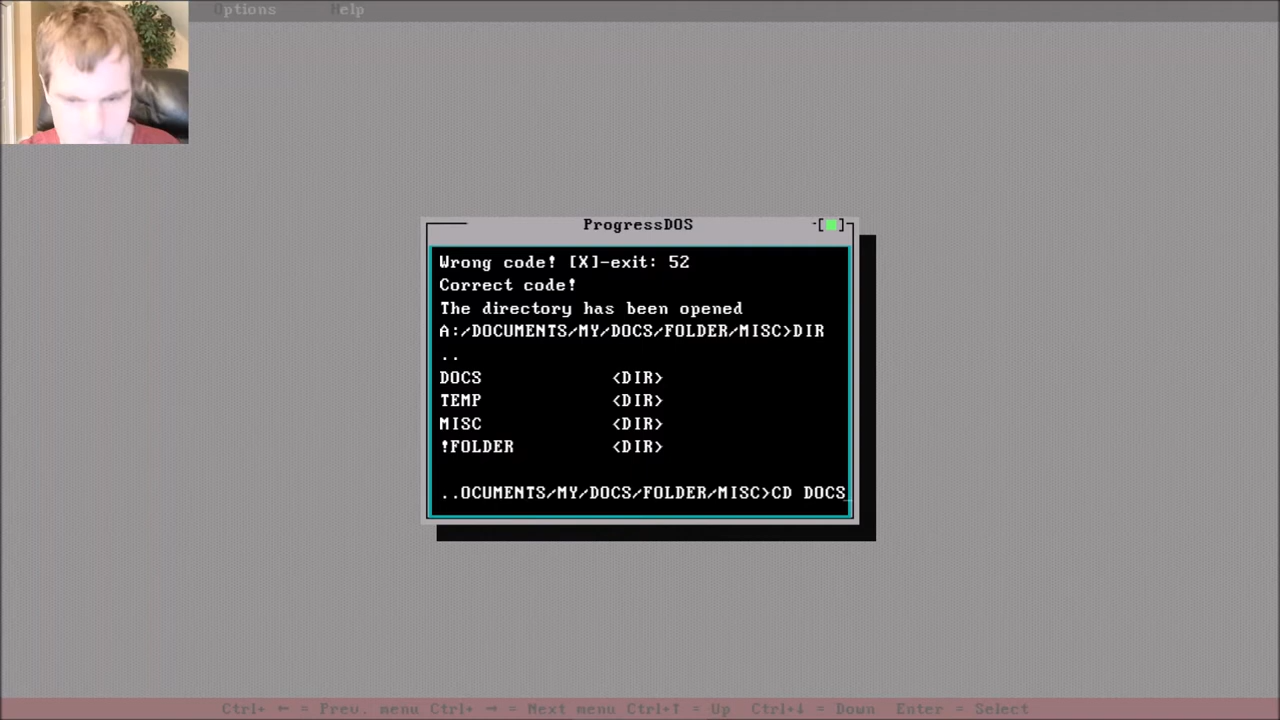 Options Help
ProgressDOS
Wrong code! [X]-exit: 52
Correct code!
The directory has been opened
A:/DOCUMENTS/MY/DOCS/FOLDER/MISC>DIR
..
DOCS <DIR>
TEMP <DIR>
MISC <DIR>
!FOLDER <DIR>
..OCUMENTS/MY/DOCS/FOLDER/MISC>CD DOCS_
Ctrl+ ← = Prev. menu Ctrl+ → = Next menu Ctrl+↑ = Up Ctrl+↓ = Down Enter = Select